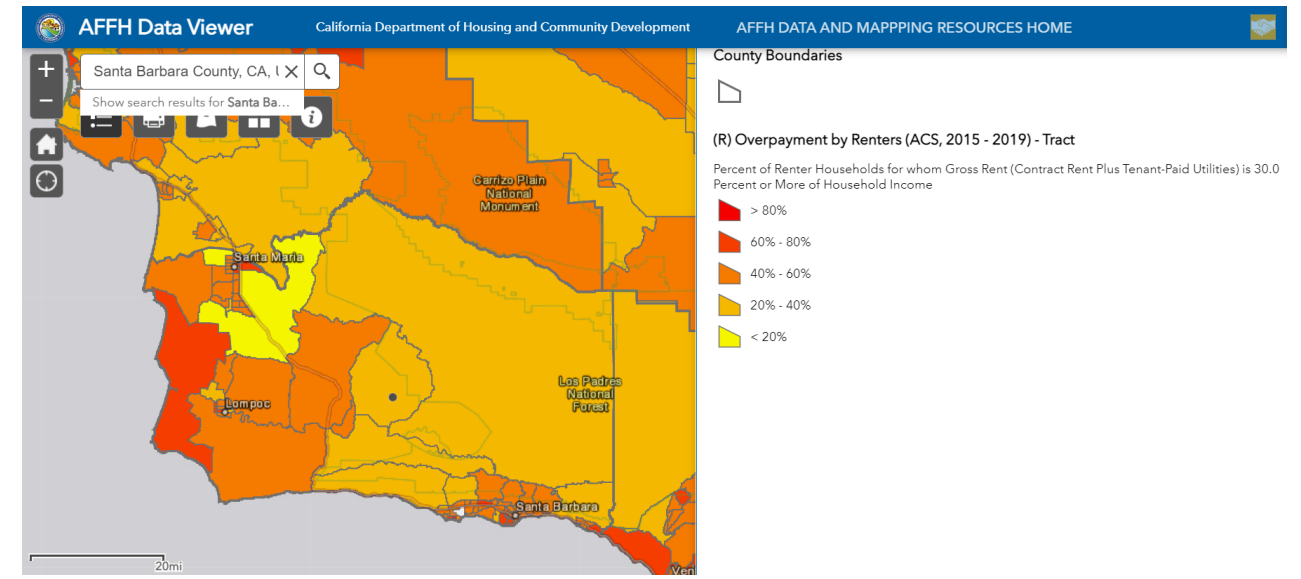 AFFH Data Viewer
California Department of Housing and Community Development
AFFH DATA AND MAPPPING RESOURCES HOME
+
Santa Barbara County, CA, U
Show search results for Santa Ba...
−
i
Carrizo Plain
National
Monument
Santa Maria
Los Padres
National
Forest
Lompoc
Santa Barbara
20mi
Ven
County Boundaries
(R) Overpayment by Renters (ACS, 2015 - 2019) - Tract
Percent of Renter Households for whom Gross Rent (Contract Rent Plus Tenant-Paid Utilities) is 30.0
Percent or More of Household Income
> 80%
60% - 80%
40% - 60%
20% - 40%
< 20%